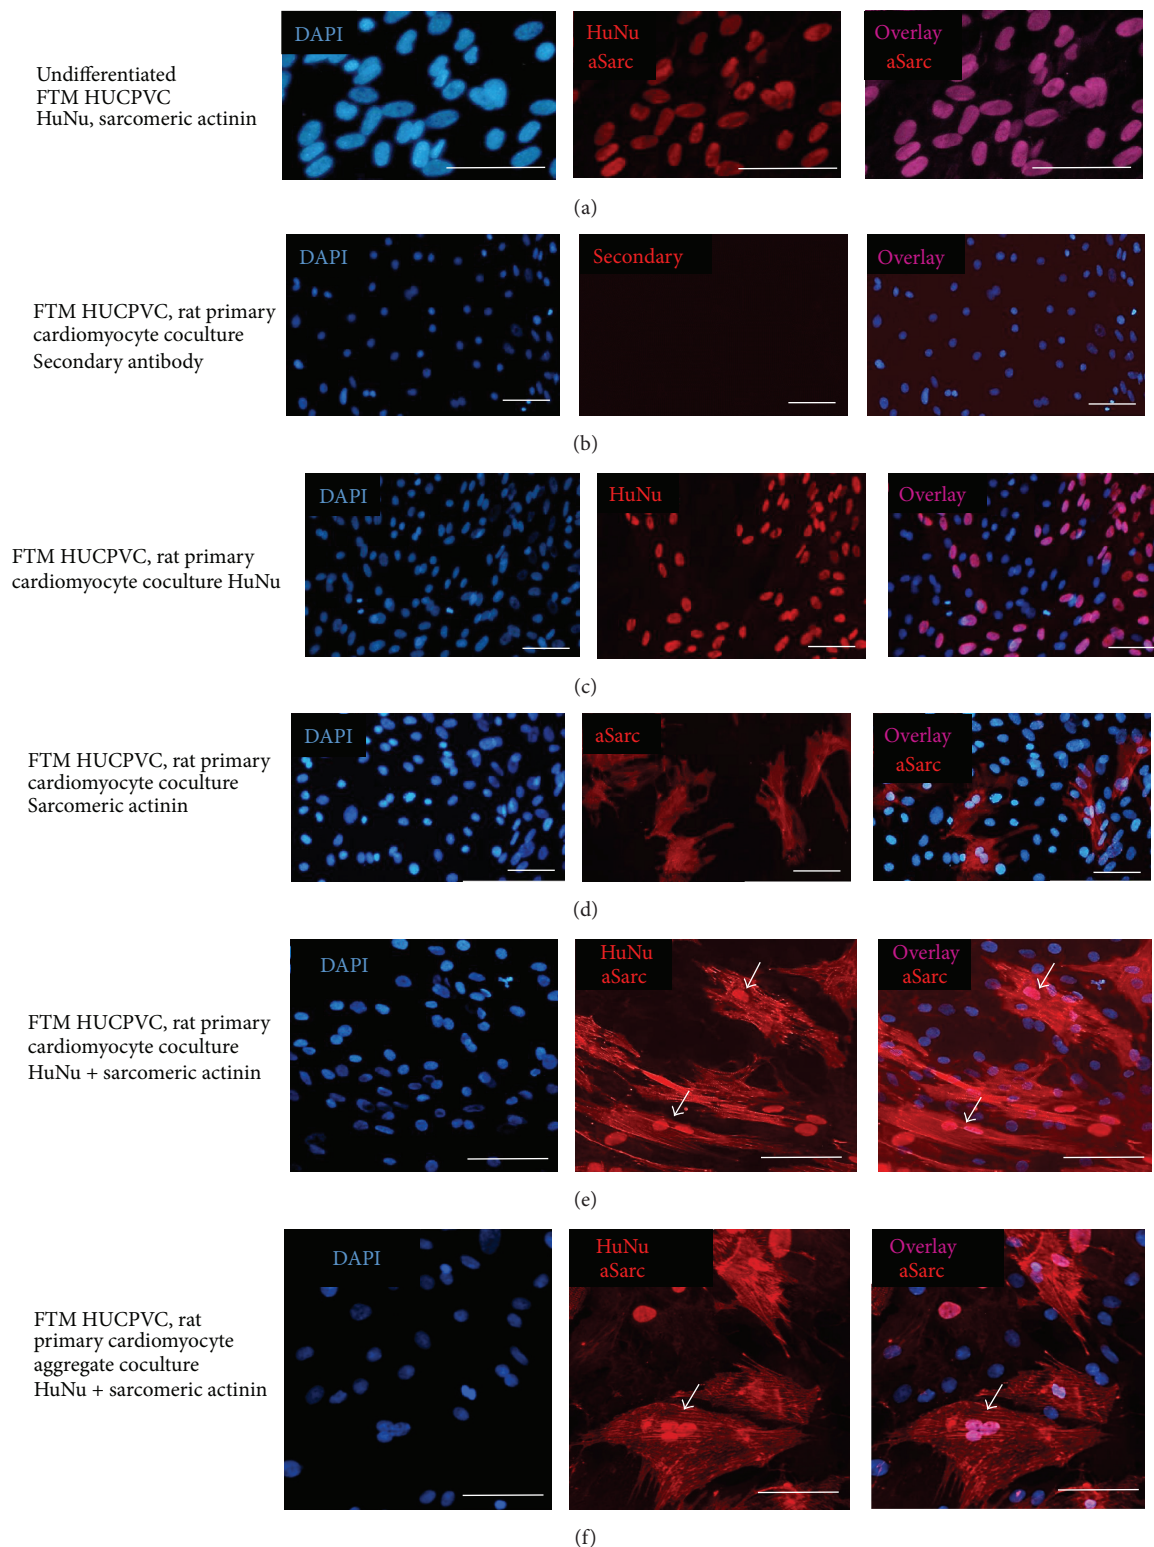 Undifferentiated
FTM HUCPVC
HuNu, sarcomeric actinin
DAPI
HuNu
aSarc
Overlay
aSarc
(a)
FTM HUCPVC, rat primary
cardiomyocyte coculture
Secondary antibody
DAPI
Secondary
Overlay
(b)
FTM HUCPVC, rat primary
cardiomyocyte coculture HuNu
DAPI
HuNu
Overlay
(c)
FTM HUCPVC, rat primary
cardiomyocyte coculture
Sarcomeric actinin
DAPI
aSarc
Overlay
aSarc
(d)
FTM HUCPVC, rat primary
cardiomyocyte coculture
HuNu + sarcomeric actinin
DAPI
HuNu
aSarc
Overlay
aSarc
(e)
FTM HUCPVC, rat
primary cardiomyocyte
aggregate coculture
HuNu + sarcomeric actinin
DAPI
HuNu
aSarc
Overlay
aSarc
(f)